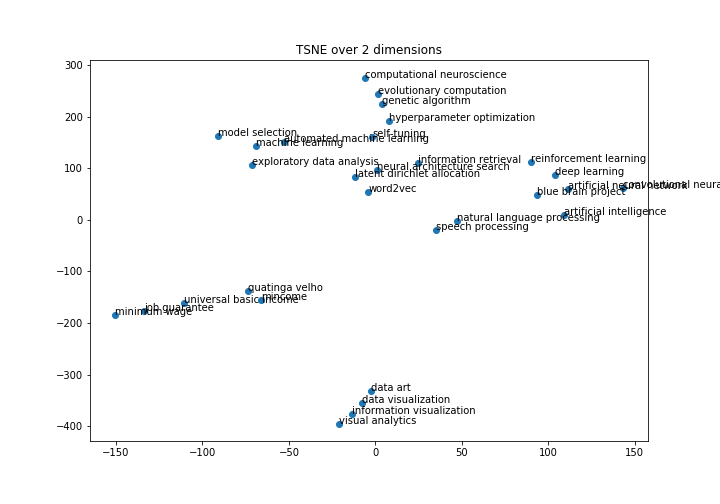 TSNE over 2 dimensions
300
computational neuroscience
evolutionary computation
genetic algorithm
200
hyperparameter optimization
model selection
self-tuning
automated machine learning
machine learning
information retrieval
reinforcement learning
exploratory data analysis
neural architecture search
100
deep learning
latent dirichlet allocation
artificial neural network
convolutional neura
word2vec
blue brain project
artificial intelligence
natural language processing
0
speech processing
−100
quatinga velho
mincome
universal basic income
job guarantee
minimum wage
−200
−300
data art
data visualization
information visualization
visual analytics
−400
−150
−100
−50
0
50
100
150